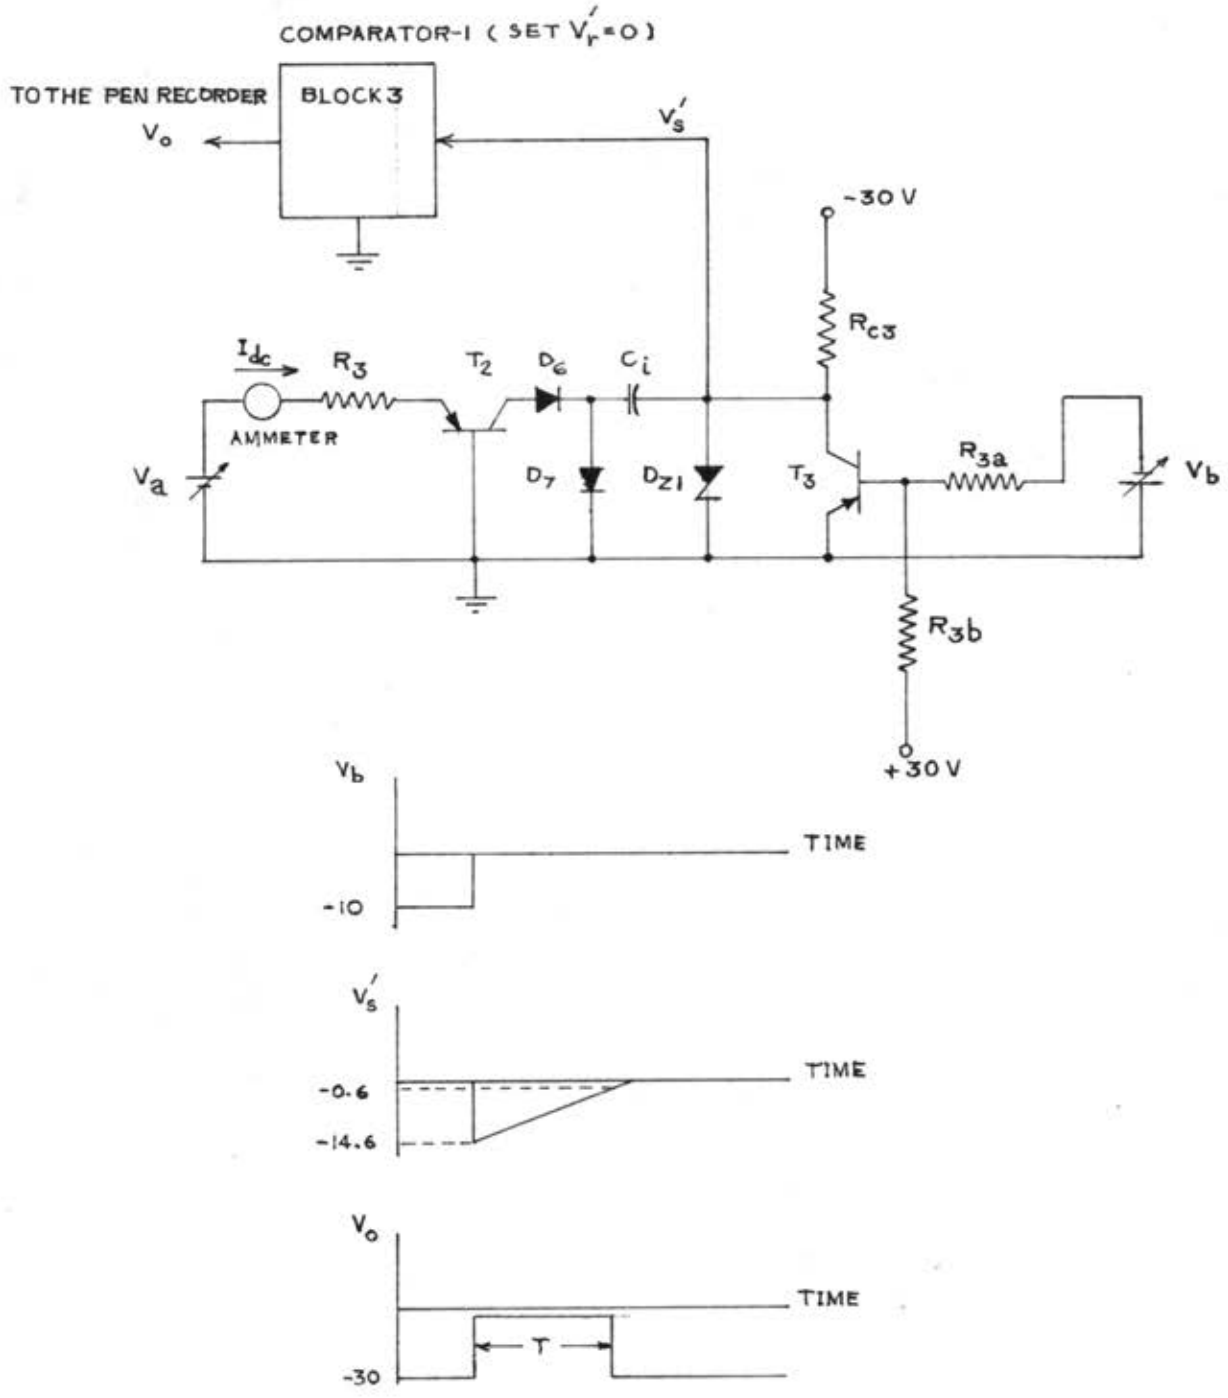 COMPARATOR-1 ( SET V'r = 0 )
TO THE PEN RECORDER
BLOCK 3
Vo
V's
-30 V
Rc3
Idc
R3
T2
D6
Ci
AMMETER
Va
D7
DZ1
T3
R3a
Vb
R3b
+30 V
Vb
TIME
-10
V's
TIME
-0.6
-14.6
Vo
TIME
T
-30